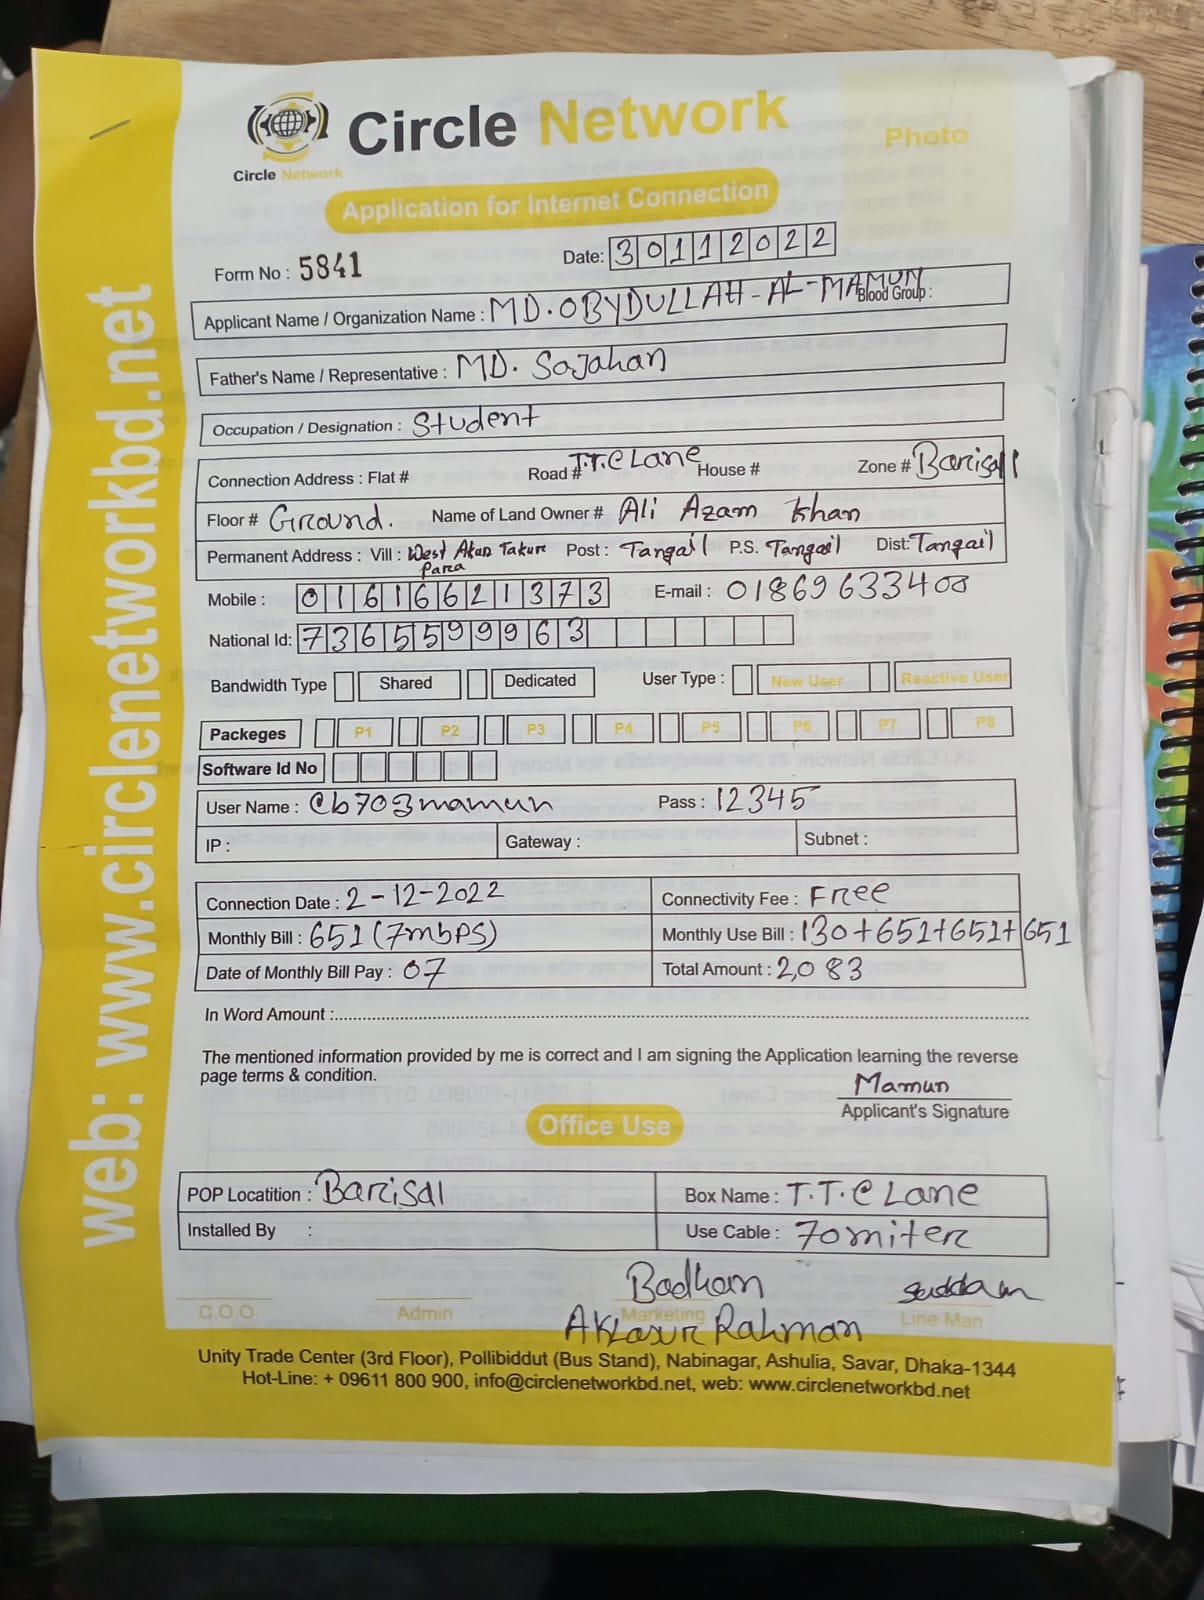 web: www.circlenetworkbd.net
Circle Network
Circle Network
Photo
Application for Internet Connection
Form No : 5841
Date: 30112022
Applicant Name / Organization Name : MD. OBYDULLAH-AL-MAMUN Blood Group :
Father's Name / Representative : MD. Sajahan
Occupation / Designation : Student
Connection Address : Flat # Road # T.T.C Lane House # Zone # Barisal
Floor # Ground. Name of Land Owner # Ali Azam Khan
Permanent Address : Vill : West Akur Takur Para Post : Tangail P.S. Tangail Dist: Tangail
Mobile : 01616621373 E-mail : 01869633408
National Id: 7365599963
Bandwidth Type Shared Dedicated User Type : New User Reactive User
Packeges P1 P2 P3 P4 P5 P6 P7 P8
Software Id No
User Name : cb703mamun Pass : 12345
IP : Gateway : Subnet :
Connection Date : 2-12-2022 Connectivity Fee : Free
Monthly Bill : 651 (7mbps) Monthly Use Bill : 130+651+651+651
Date of Monthly Bill Pay : 07 Total Amount : 2,083
In Word Amount :
The mentioned information provided by me is correct and I am signing the Application learning the reverse
page terms & condition.
Mamun
Applicant's Signature
Office Use
POP Locatition : Barisal Box Name : T.T.C Lane
Installed By : Use Cable : 70 miter
Saddam
C.O.O Admin Marketing Line Man
Rahman
Unity Trade Center (3rd Floor), Pollibiddut (Bus Stand), Nabinagar, Ashulia, Savar, Dhaka-1344
Hot-Line: + 09611 800 900, info@circlenetworkbd.net, web: www.circlenetworkbd.net